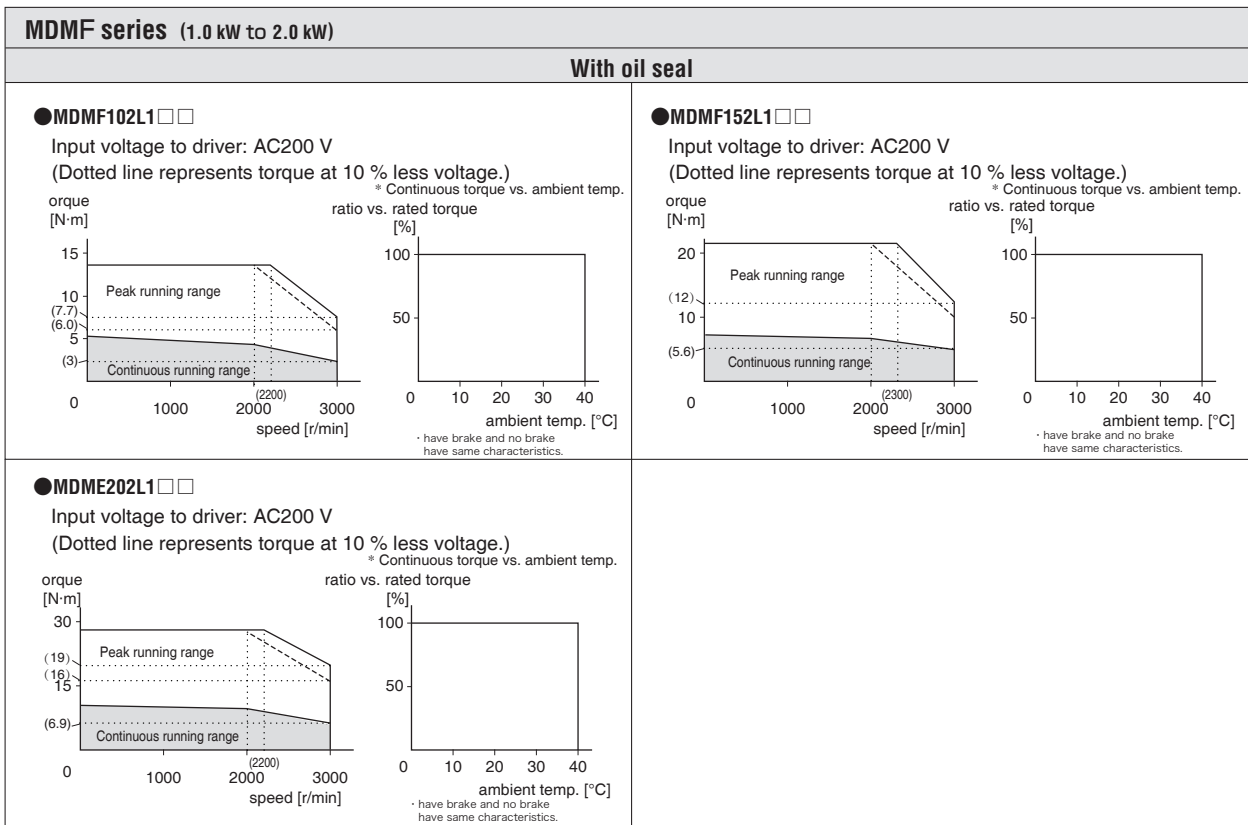 MDMF series (1.0 kW to 2.0 kW)
With oil seal
●MDMF102L1□□
Input voltage to driver: AC200 V
(Dotted line represents torque at 10 % less voltage.)
* Continuous torque vs. ambient temp.
orque
[N·m]
ratio vs. rated torque
[%]
15
10
(7.7)
(6.0)
5
(3)
0
Peak running range
Continuous running range
1000
2000
(2200)
3000
speed [r/min]
100
50
0
10
20
30
40
ambient temp. [°C]
· have brake and no brake
have same characteristics.
●MDMF152L1□□
Input voltage to driver: AC200 V
(Dotted line represents torque at 10 % less voltage.)
* Continuous torque vs. ambient temp.
orque
[N·m]
ratio vs. rated torque
[%]
20
(12)
10
(5.6)
0
Peak running range
Continuous running range
1000
2000
(2300)
3000
speed [r/min]
100
50
0
10
20
30
40
ambient temp. [°C]
· have brake and no brake
have same characteristics.
●MDME202L1□□
Input voltage to driver: AC200 V
(Dotted line represents torque at 10 % less voltage.)
* Continuous torque vs. ambient temp.
orque
[N·m]
ratio vs. rated torque
[%]
30
(19)
(16)
15
(6.9)
0
Peak running range
Continuous running range
1000
2000
(2200)
3000
speed [r/min]
100
50
0
10
20
30
40
ambient temp. [°C]
· have brake and no brake
have same characteristics.